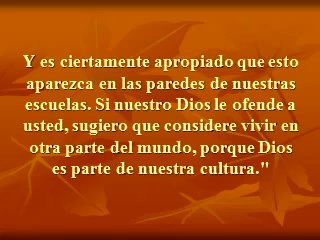 Y es ciertamente apropiado que esto
aparezca en las paredes de nuestras
escuelas. Si nuestro Dios le ofende a
usted, sugiero que considere vivir en
otra parte del mundo, porque Dios
es parte de nuestra cultura."